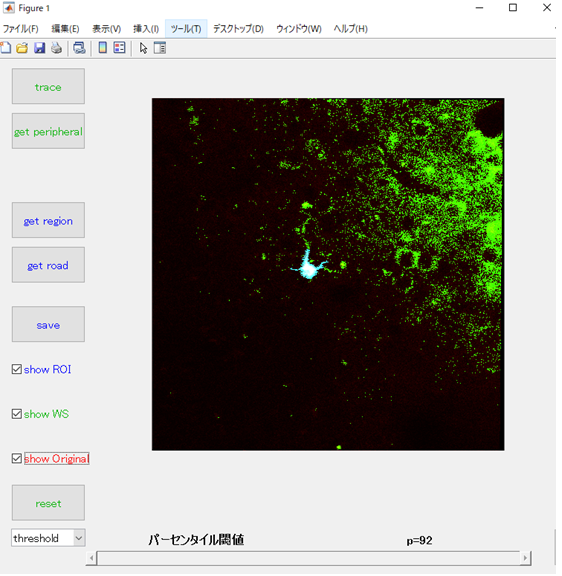 Figure 1
ファイル(F) 編集(E) 表示(V) 挿入(I) ツール(T) デスクトップ(D) ウィンドウ(W) ヘルプ(H)
trace
get peripheral
get region
get road
save
show ROI
show WS
show Original
reset
threshold
パーセンタイル閾値 p=92